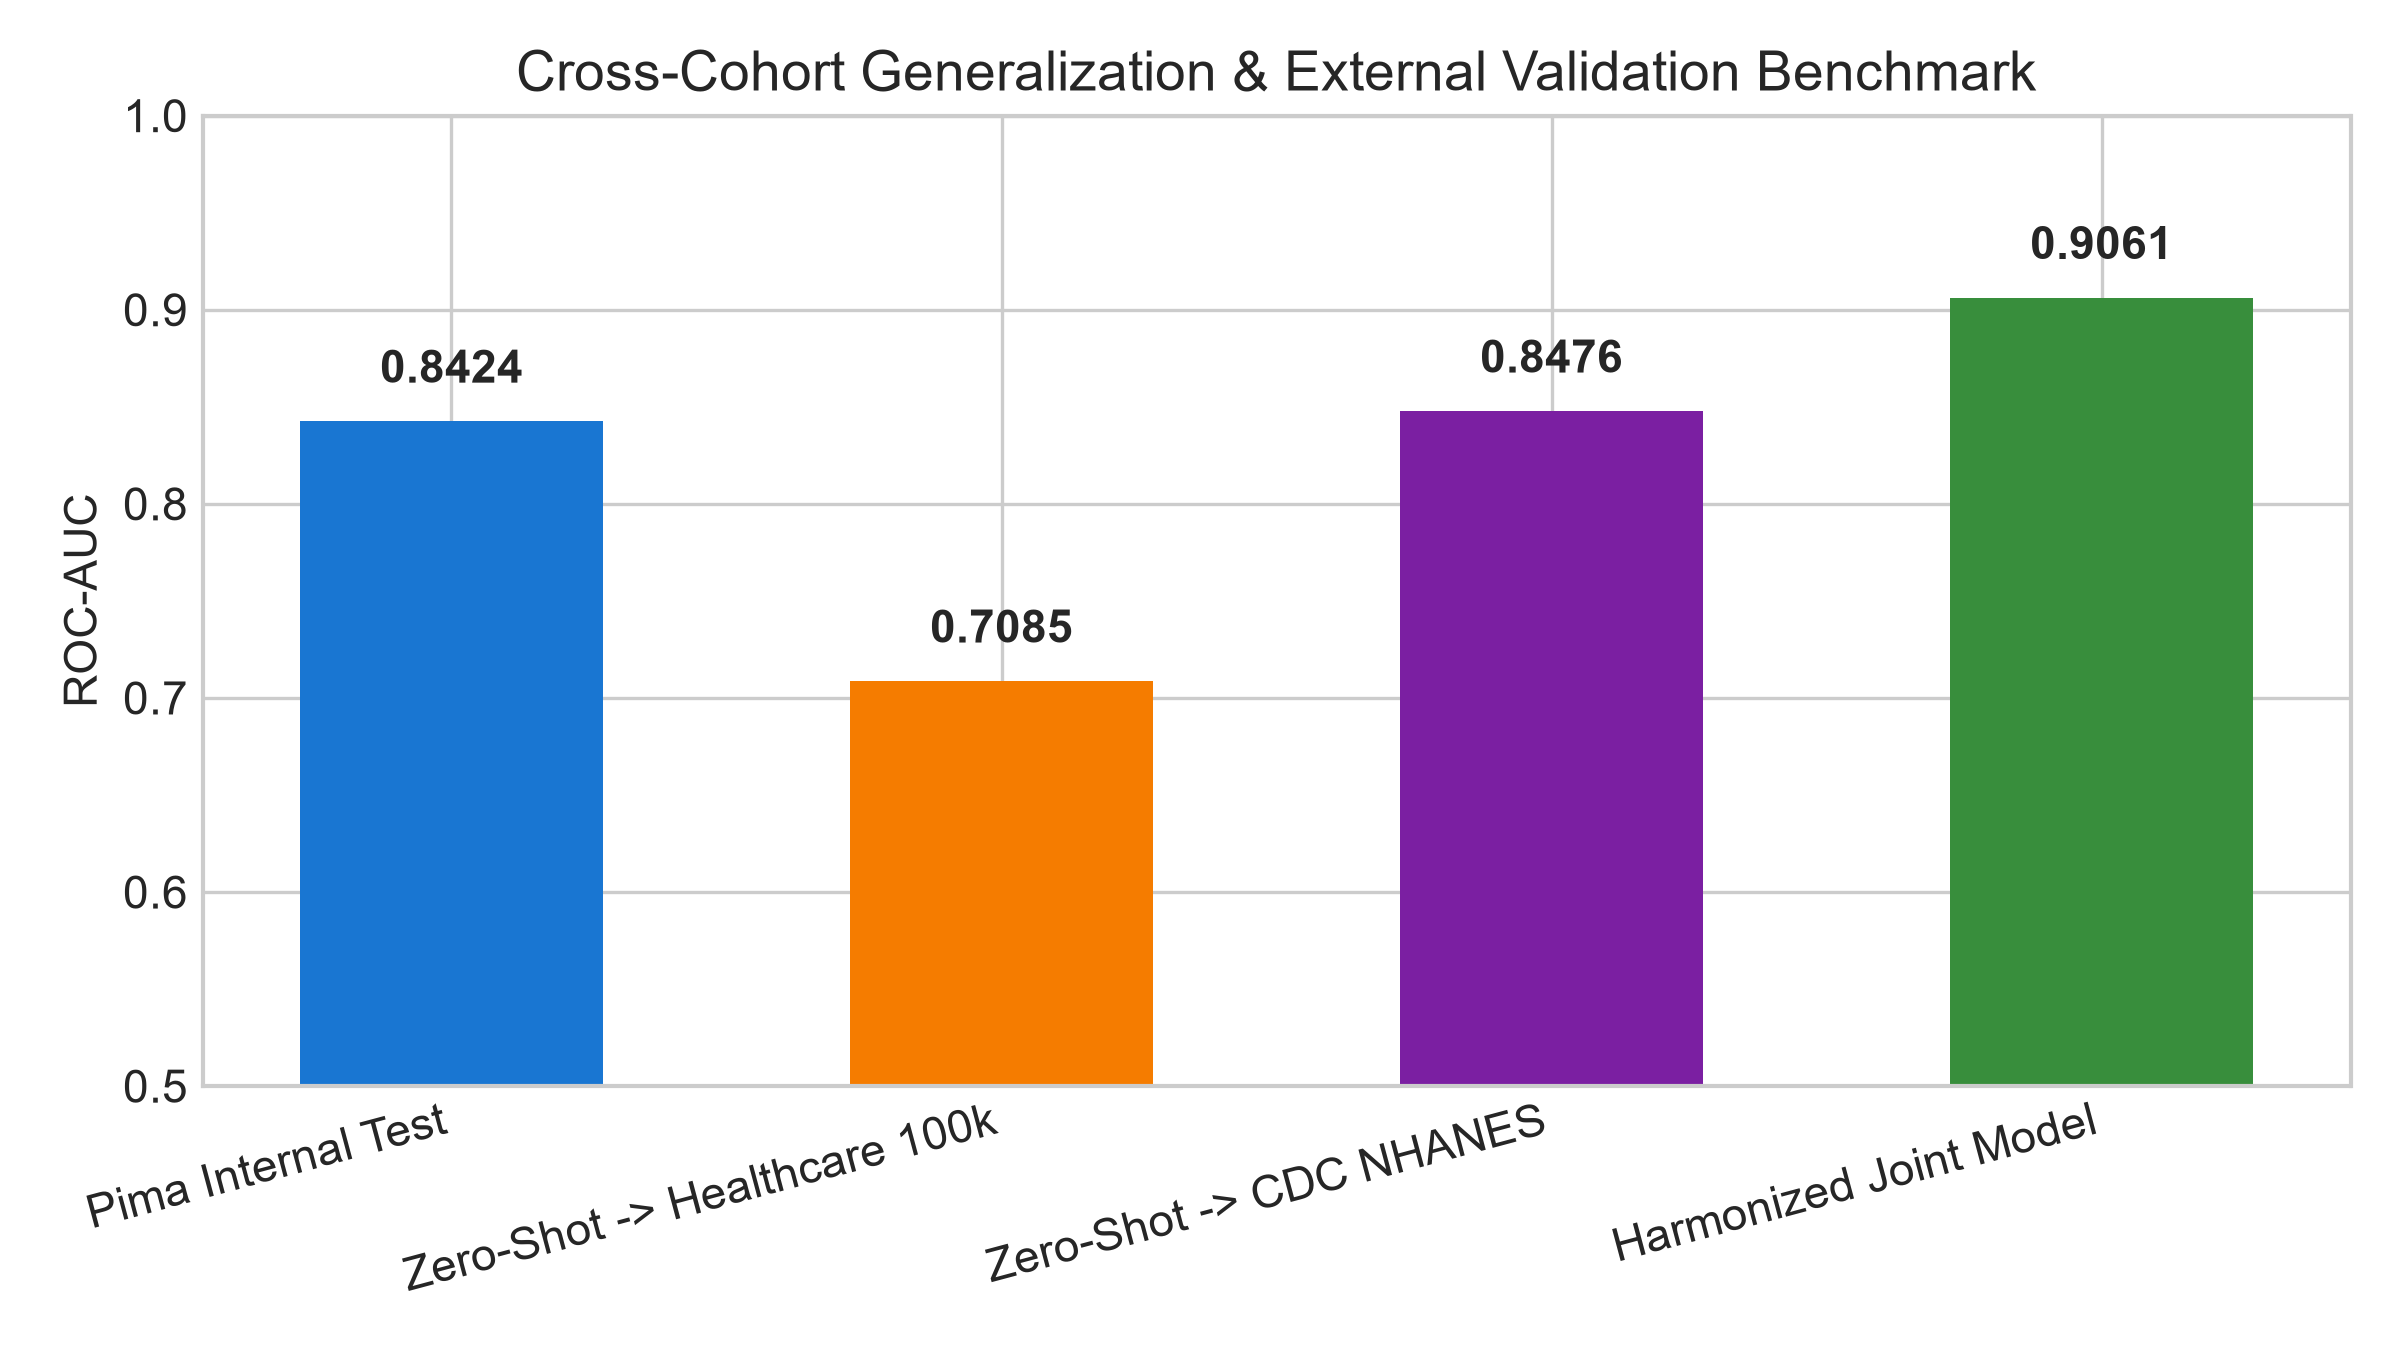 Cross-Cohort Generalization & External Validation Benchmark
ROC-AUC
1.0
0.9
0.8
0.7
0.6
0.5
0.8424
0.7085
0.8476
0.9061
Pima Internal Test
Zero-Shot -> Healthcare 100k
Zero-Shot -> CDC NHANES
Harmonized Joint Model